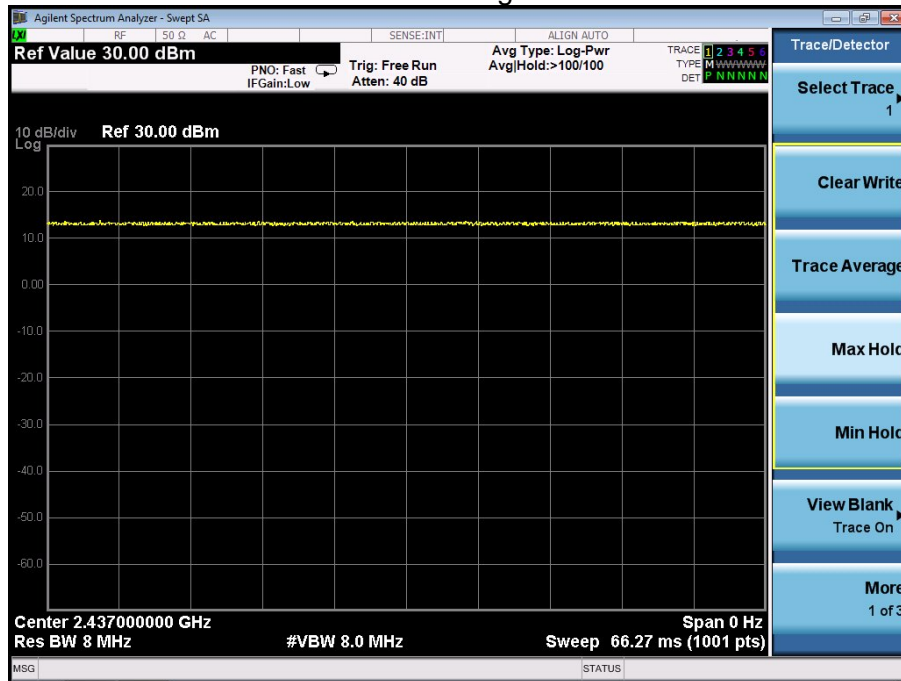 Agilent Spectrum Analyzer - Swept SA
LXI RF 50 Ω AC SENSE:INT ALIGN AUTO
Ref Value 30.00 dBm
PNO: Fast
IFGain:Low
Trig: Free Run
Atten: 40 dB
Avg Type: Log-Pwr
Avg|Hold:>100/100
TRACE 1 2 3 4 5 6
TYPE M WWWWW
DET P N N N N N
10 dB/div Ref 30.00 dBm
Log
20.0
10.0
0.00
-10.0
-20.0
-30.0
-40.0
-50.0
-60.0
Center 2.437000000 GHz Span 0 Hz
Res BW 8 MHz #VBW 8.0 MHz Sweep 66.27 ms (1001 pts)
MSG STATUS
Trace/Detector
Select Trace
1
Clear Write
Trace Average
Max Hold
Min Hold
View Blank
Trace On
More
1 of 3